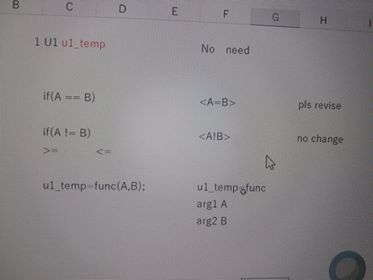 B C D E F G H
1 U1 u1_temp No need
if(A == B) <A=B> pls revise
if(A != B) <A!B> no change
>= <=
u1_temp=func(A,B); u1_temp=func
arg1 A
arg2 B